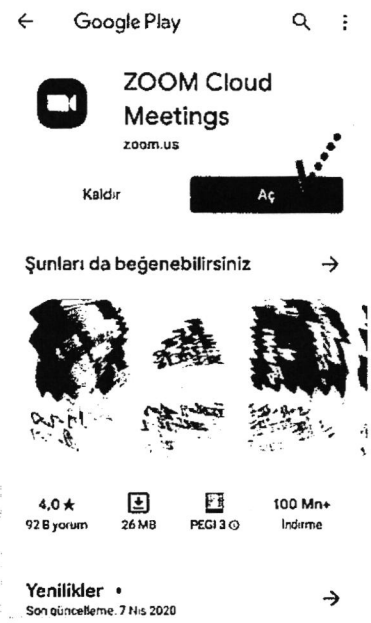 Google Play
ZOOM Cloud
Meetings
zoom.us
Kaldır
Aç
Şunları da beğenebilirsiniz
4,0 ★
92 B yorum
26 MB
PEGI 3
100 Mn+
İndirme
Yenilikler •
Son güncelleme. 7 Nis 2020